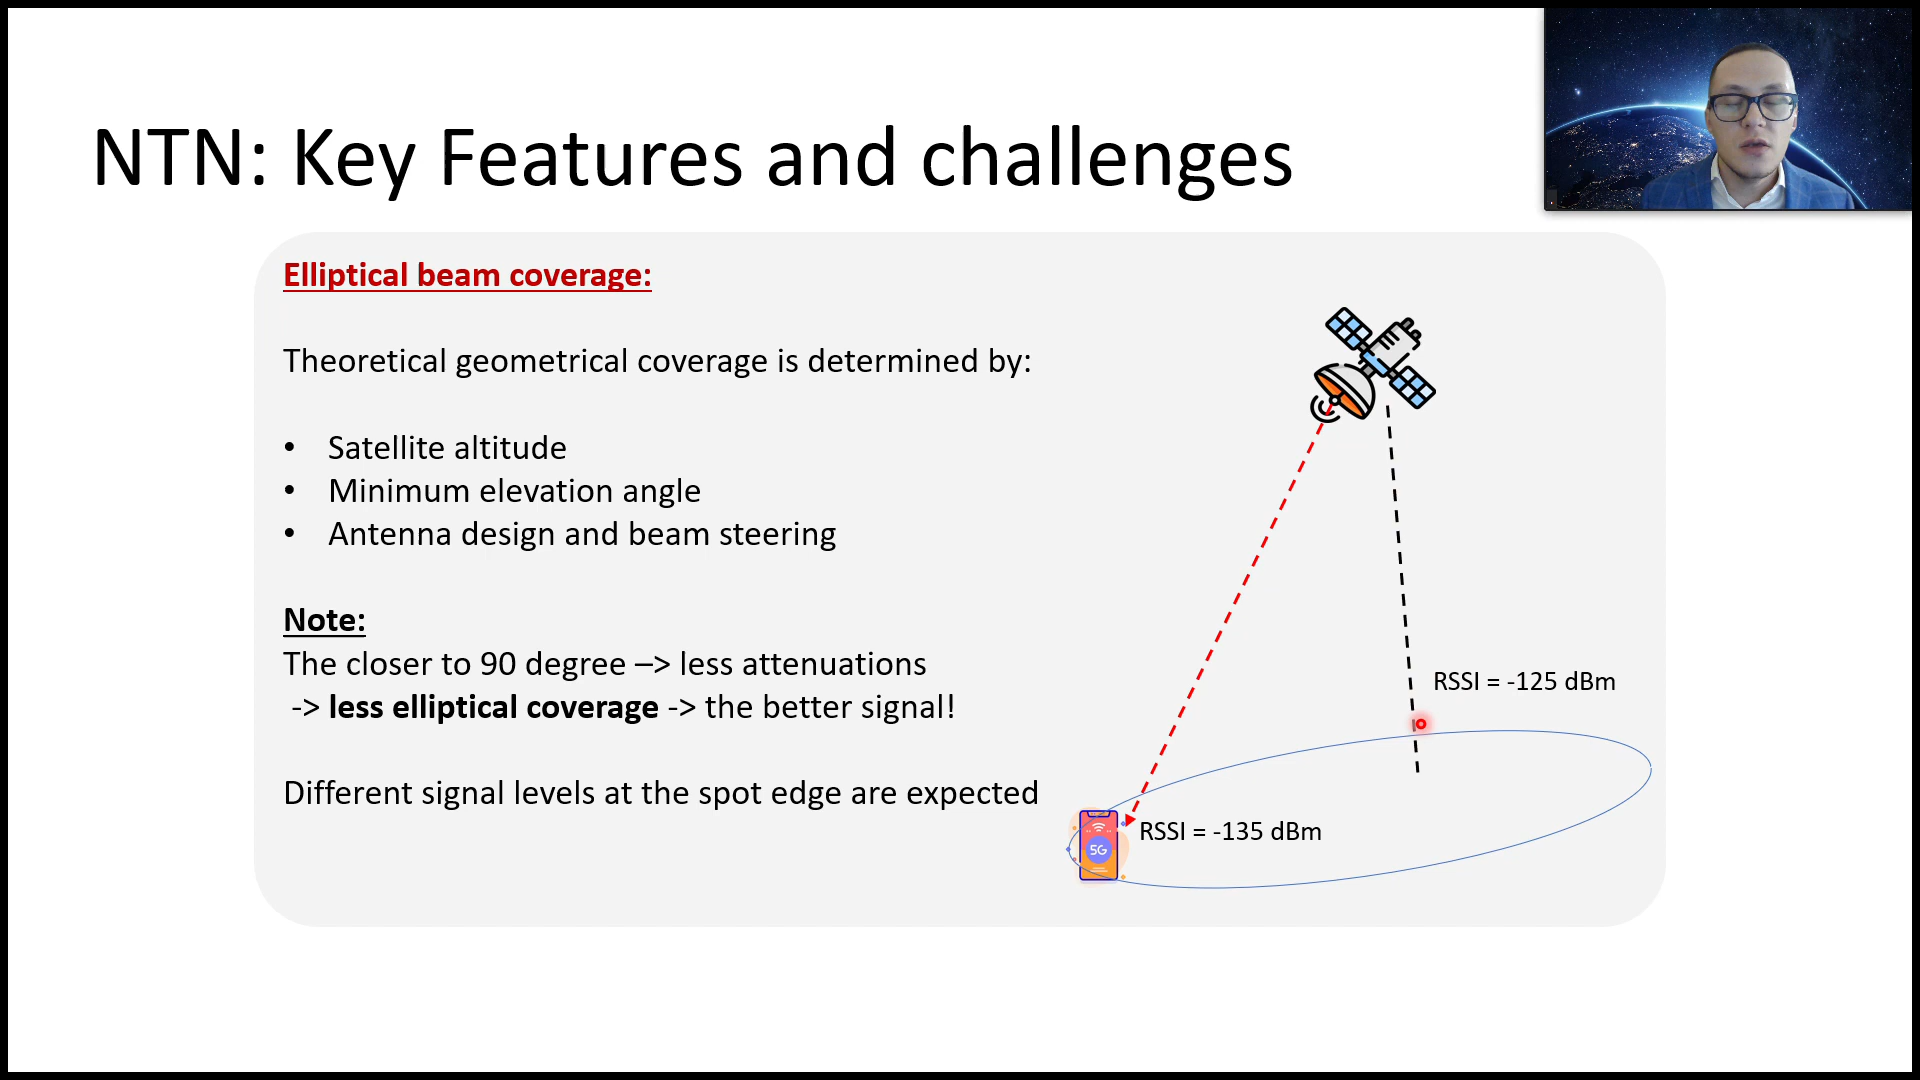 NTN: Key Features and challenges
Elliptical beam coverage:
Theoretical geometrical coverage is determined by:
• Satellite altitude
• Minimum elevation angle
• Antenna design and beam steering
Note:
The closer to 90 degree –> less attenuations
-> less elliptical coverage -> the better signal!
Different signal levels at the spot edge are expected
RSSI = -125 dBm
RSSI = -135 dBm
5G